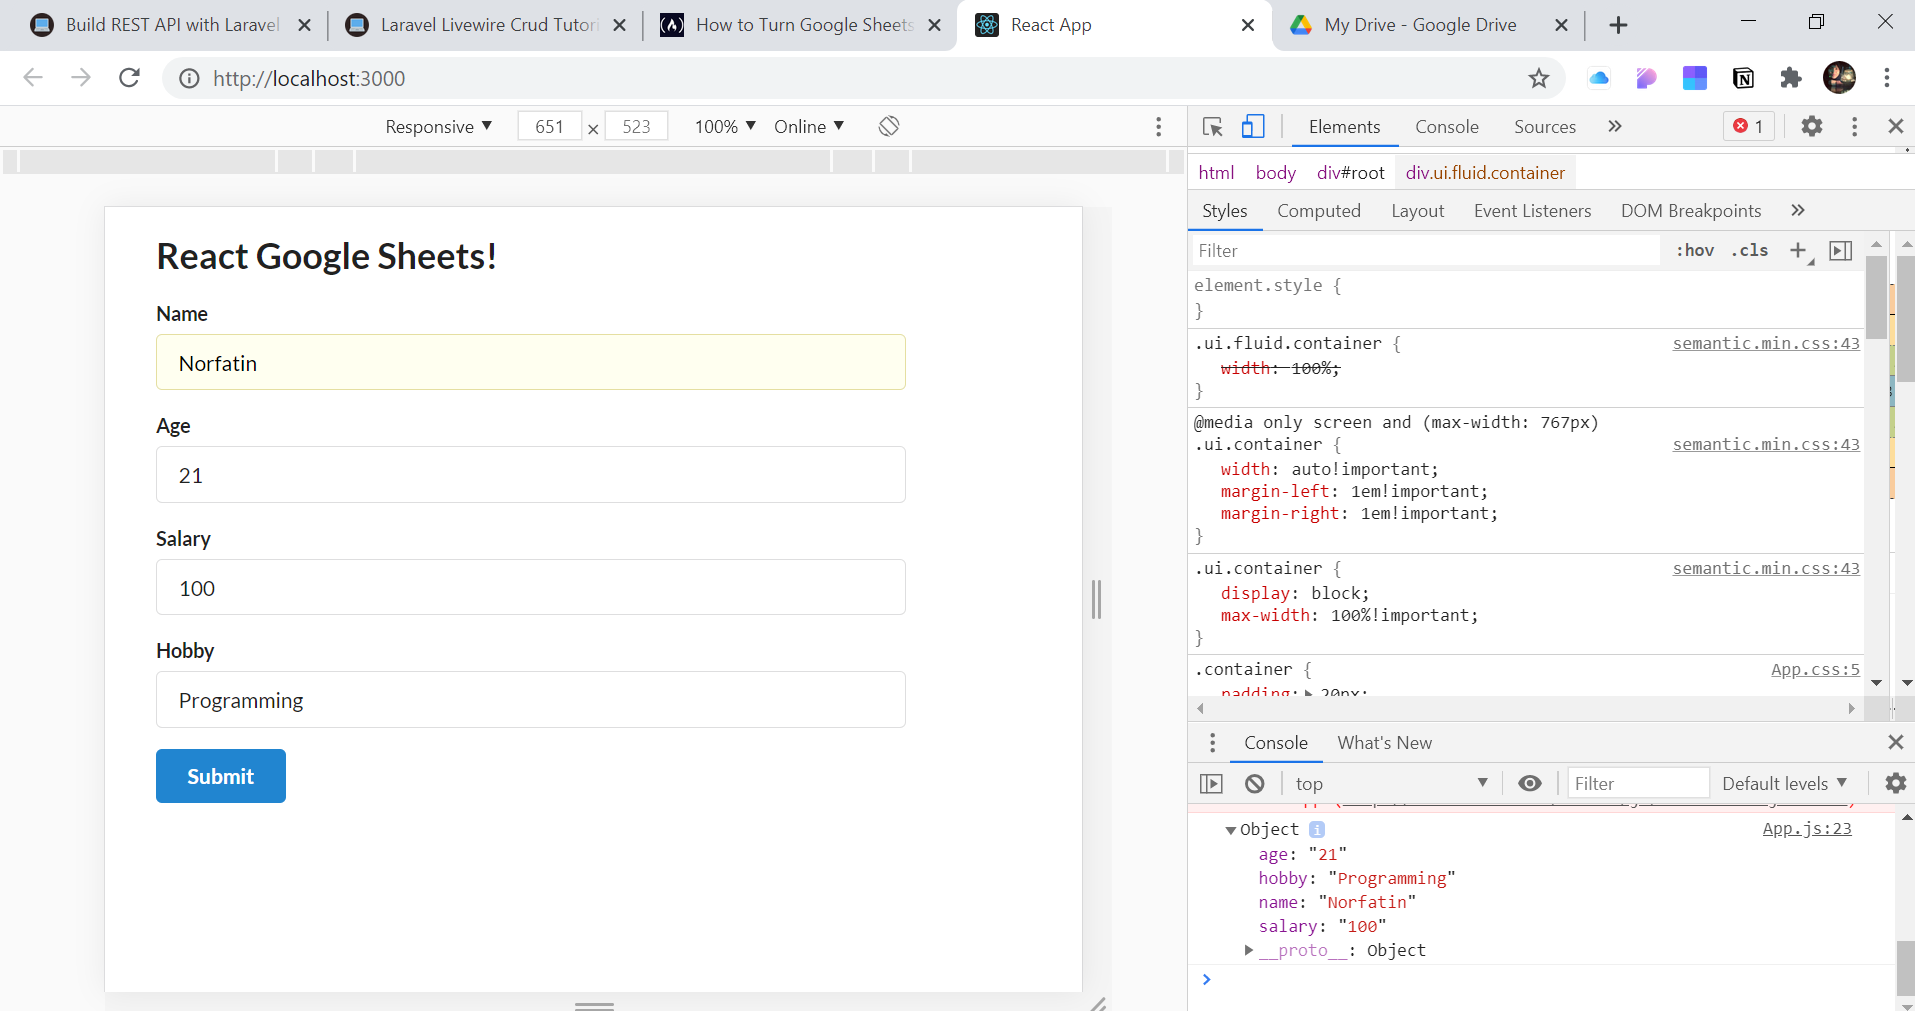 Build REST API with Laravel
Laravel Livewire Crud Tutori
How to Turn Google Sheets
React App
My Drive - Google Drive
http://localhost:3000
Responsive 651 × 523 100% Online
Elements Console Sources » 1
html body div#root div.ui.fluid.container
Styles Computed Layout Event Listeners DOM Breakpoints »
Filter :hov .cls +
element.style {
}
.ui.fluid.container { semantic.min.css:43
width: 100%;
}
@media only screen and (max-width: 767px)
.ui.container { semantic.min.css:43
width: auto!important;
margin-left: 1em!important;
margin-right: 1em!important;
}
.ui.container { semantic.min.css:43
display: block;
max-width: 100%!important;
}
.container { App.css:5
padding: 20px;
React Google Sheets!
Name
Norfatin
Age
21
Salary
100
Hobby
Programming
Submit
Console What's New
top Filter Default levels
Object i App.js:23
age: "21"
hobby: "Programming"
name: "Norfatin"
salary: "100"
__proto__: Object